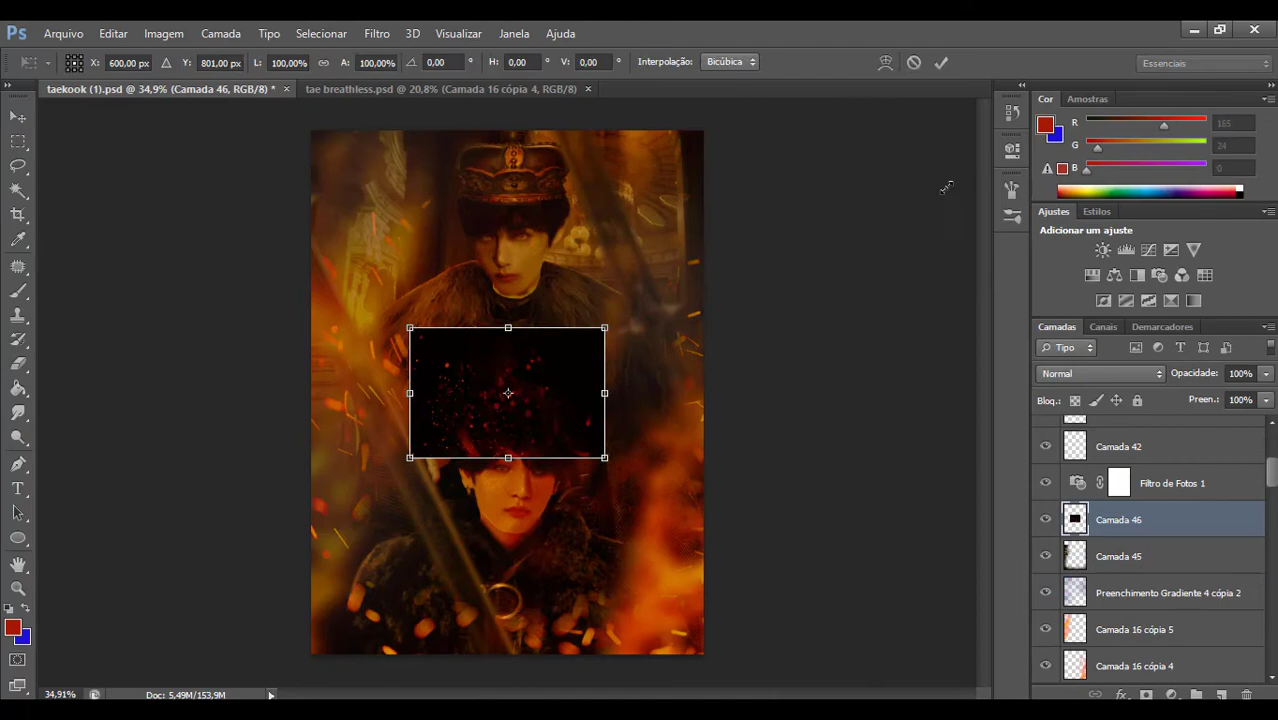 Ps Arquivo Editar Imagem Camada Tipo Selecionar Filtro 3D Visualizar Janela Ajuda
X: 600,00 px Y: 801,00 px L: 100,00% A: 100,00% 0,00 ° H: 0,00 ° V: 0,00 ° Interpolação: Bicúbica Essenciais
taekook (1).psd @ 34,9% (Camada 46, RGB/8) * × tae breathless.psd @ 20,8% (Camada 16 cópia 4, RGB/8) ×
Cor Amostras
R 165
G 24
B 0
Ajustes Estilos
Adicionar um ajuste
Camadas Canais Demarcadores
Tipo
Normal Opacidade: 100%
Bloq.: Preen.: 100%
Camada 42
Filtro de Fotos 1
Camada 46
Camada 45
Preenchimento Gradiente 4 cópia 2
Camada 16 cópia 5
Camada 16 cópia 4
34,91% Doc: 5,49M/153,9M